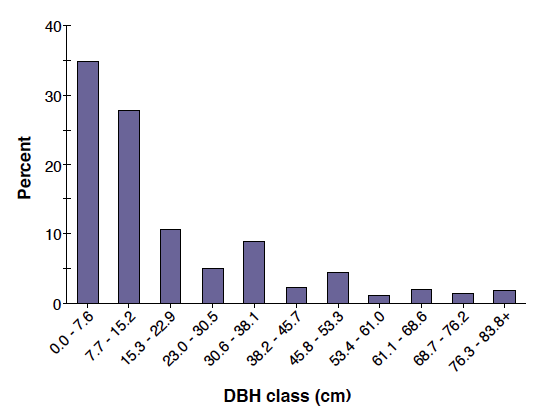 40
30
20
10
0
Percent
0.0 - 7.6
7.7 - 15.2
15.3 - 22.9
23.0 - 30.5
30.6 - 38.1
38.2 - 45.7
45.8 - 53.3
53.4 - 61.0
61.1 - 68.6
68.7 - 76.2
76.3 - 83.8+
DBH class (cm)